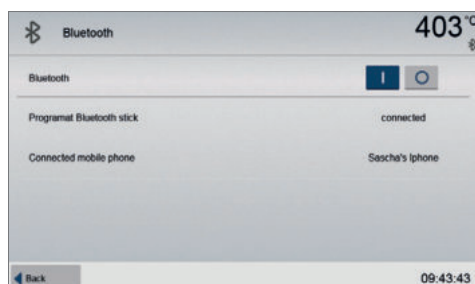 Bluetooth 403 °C
Bluetooth I O
Programat Bluetooth stick connected
Connected mobile phone Sascha's Iphone
Back 09:43:43